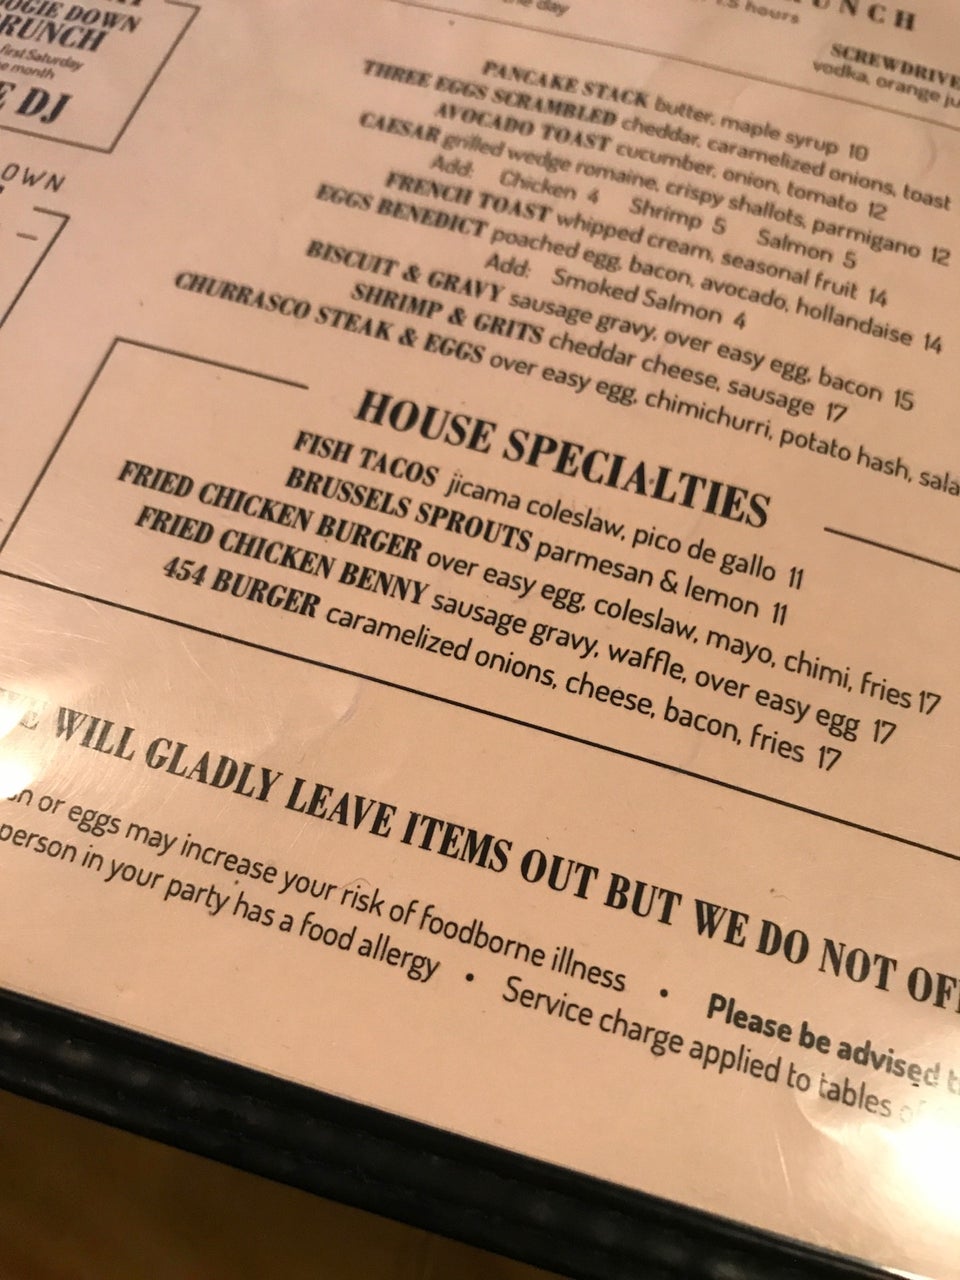 OGIE DOWN
RUNCH
first Saturday
month
E DJ
OWN
the day
1.5 hours
UNCH
SCREWDRIVE
vodka, orange ju
PANCAKE STACK butter, maple syrup 10
THREE EGGS SCRAMBLED cheddar, caramelized onions, toast
AVOCADO TOAST cucumber, onion, tomato 12
CAESAR grilled wedge romaine, crispy shallots, parmigano 12
Add: Chicken 4 Shrimp 5 Salmon 5
FRENCH TOAST whipped cream, seasonal fruit 14
EGGS BENEDICT poached egg, bacon, avocado, hollandaise 14
Add: Smoked Salmon 4
BISCUIT & GRAVY sausage gravy, over easy egg, bacon 15
SHRIMP & GRITS cheddar cheese, sausage 17
CHURRASCO STEAK & EGGS over easy egg, chimichurri, potato hash, sala
HOUSE SPECIALTIES
FISH TACOS jicama coleslaw, pico de gallo 11
BRUSSELS SPROUTS parmesan & lemon 11
FRIED CHICKEN BURGER over easy egg, coleslaw, mayo, chimi, fries 17
FRIED CHICKEN BENNY sausage gravy, waffle, over easy egg 17
454 BURGER caramelized onions, cheese, bacon, fries 17
WE WILL GLADLY LEAVE ITEMS OUT BUT WE DO NOT OF
or eggs may increase your risk of foodborne illness • Please be advised t
person in your party has a food allergy • Service charge applied to tables